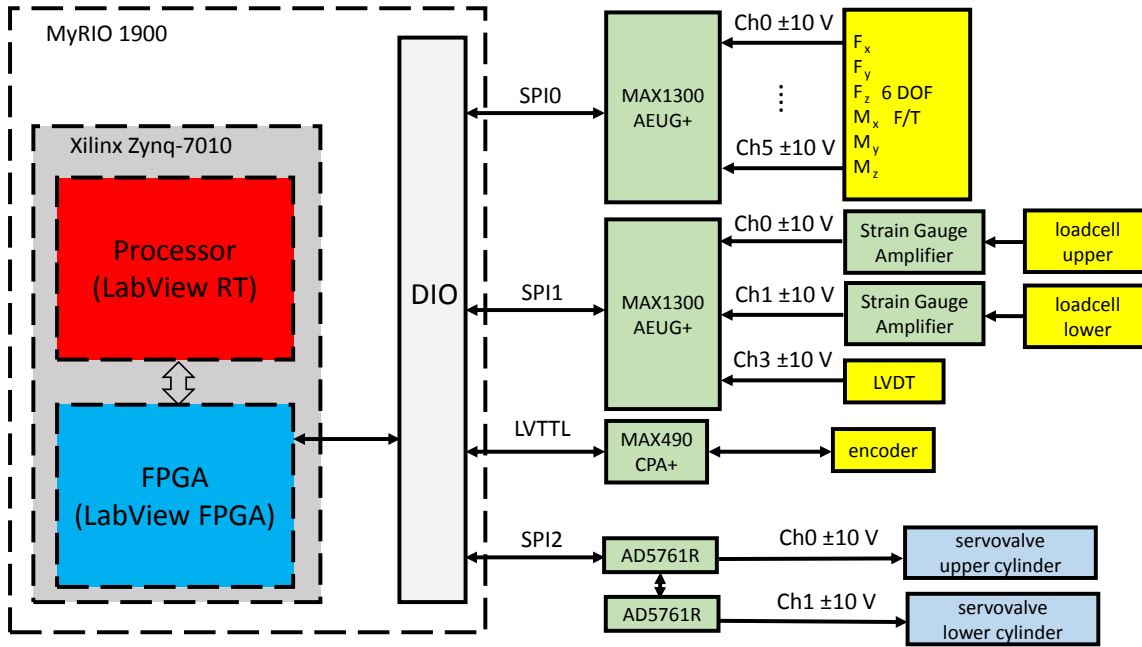 MyRIO 1900
Xilinx Zynq-7010
Processor
(LabView RT)
FPGA
(LabView FPGA)
DIO
SPI0
MAX1300
AEUG+
Ch0 ±10 V
Ch5 ±10 V
Fx
Fy
Fz 6 DOF
Mx F/T
My
Mz
SPI1
MAX1300
AEUG+
Ch0 ±10 V
Strain Gauge
Amplifier
loadcell
upper
Ch1 ±10 V
Strain Gauge
Amplifier
loadcell
lower
Ch3 ±10 V
LVDT
LVTTL
MAX490
CPA+
encoder
SPI2
AD5761R
Ch0 ±10 V
servovalve
upper cylinder
AD5761R
Ch1 ±10 V
servovalve
lower cylinder